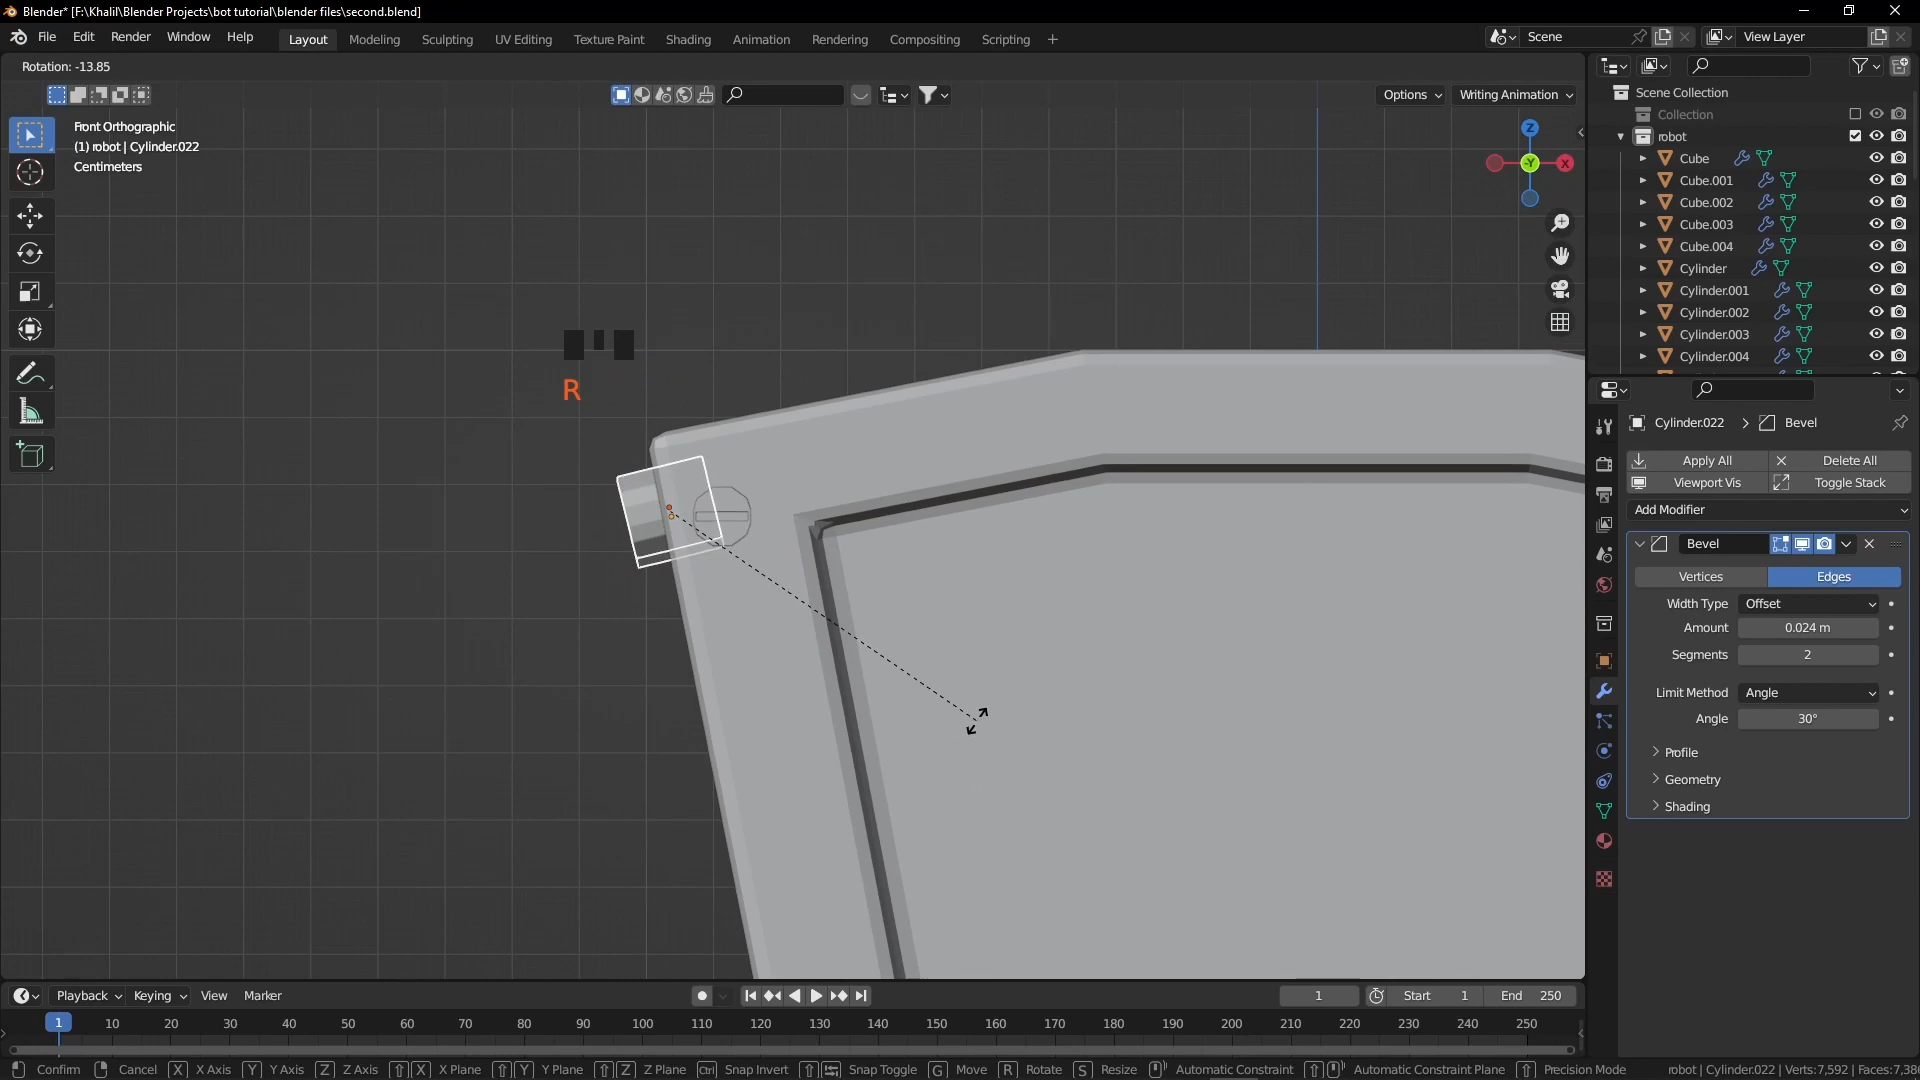 Blender* [F:\Khalil\Blender Projects\bot tutorial\blender files\second.blend]
File Edit Render Window Help Layout Modeling Sculpting UV Editing Texture Paint Shading Animation Rendering Compositing Scripting + Scene View Layer
Rotation: -13.85
Options Writing Animation
Front Orthographic
(1) robot | Cylinder.022
Centimeters
Z
-Y
X
R
Scene Collection
Collection
robot
Cube
Cube.001
Cube.002
Cube.003
Cube.004
Cylinder
Cylinder.001
Cylinder.002
Cylinder.003
Cylinder.004
Cylinder.022 > Bevel
Apply All Delete All
Viewport Vis Toggle Stack
Add Modifier
Bevel
Vertices Edges
Width Type Offset
Amount 0.024 m
Segments 2
Limit Method Angle
Angle 30°
Profile
Geometry
Shading
Playback Keying View Marker 1 Start 1 End 250
1 10 20 30 40 50 60 70 80 90 100 110 120 130 140 150 160 170 180 190 200 210 220 230 240 250
Confirm Cancel X X Axis Y Y Axis Z Z Axis X X Plane Y Y Plane Z Z Plane Ctrl Snap Invert Snap Toggle G Move R Rotate S Resize Automatic Constraint Automatic Constraint Plane Precision Mode robot | Cylinder.022 | Verts:7,592 | Faces:7,38